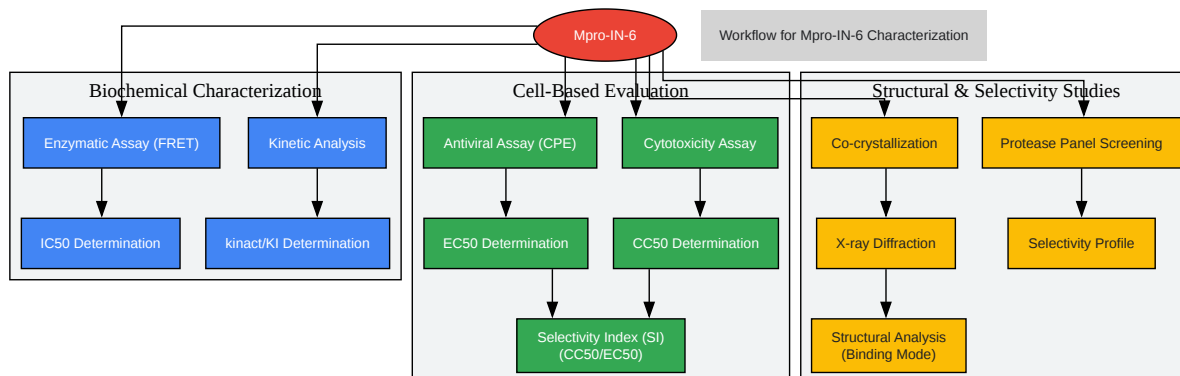 Mpro-IN-6
Workflow for Mpro-IN-6 Characterization
Biochemical Characterization
Enzymatic Assay (FRET)
Kinetic Analysis
IC50 Determination
kinact/KI Determination
Cell-Based Evaluation
Antiviral Assay (CPE)
Cytotoxicity Assay
EC50 Determination
CC50 Determination
Selectivity Index (SI)
(CC50/EC50)
Structural & Selectivity Studies
Co-crystallization
Protease Panel Screening
X-ray Diffraction
Selectivity Profile
Structural Analysis
(Binding Mode)